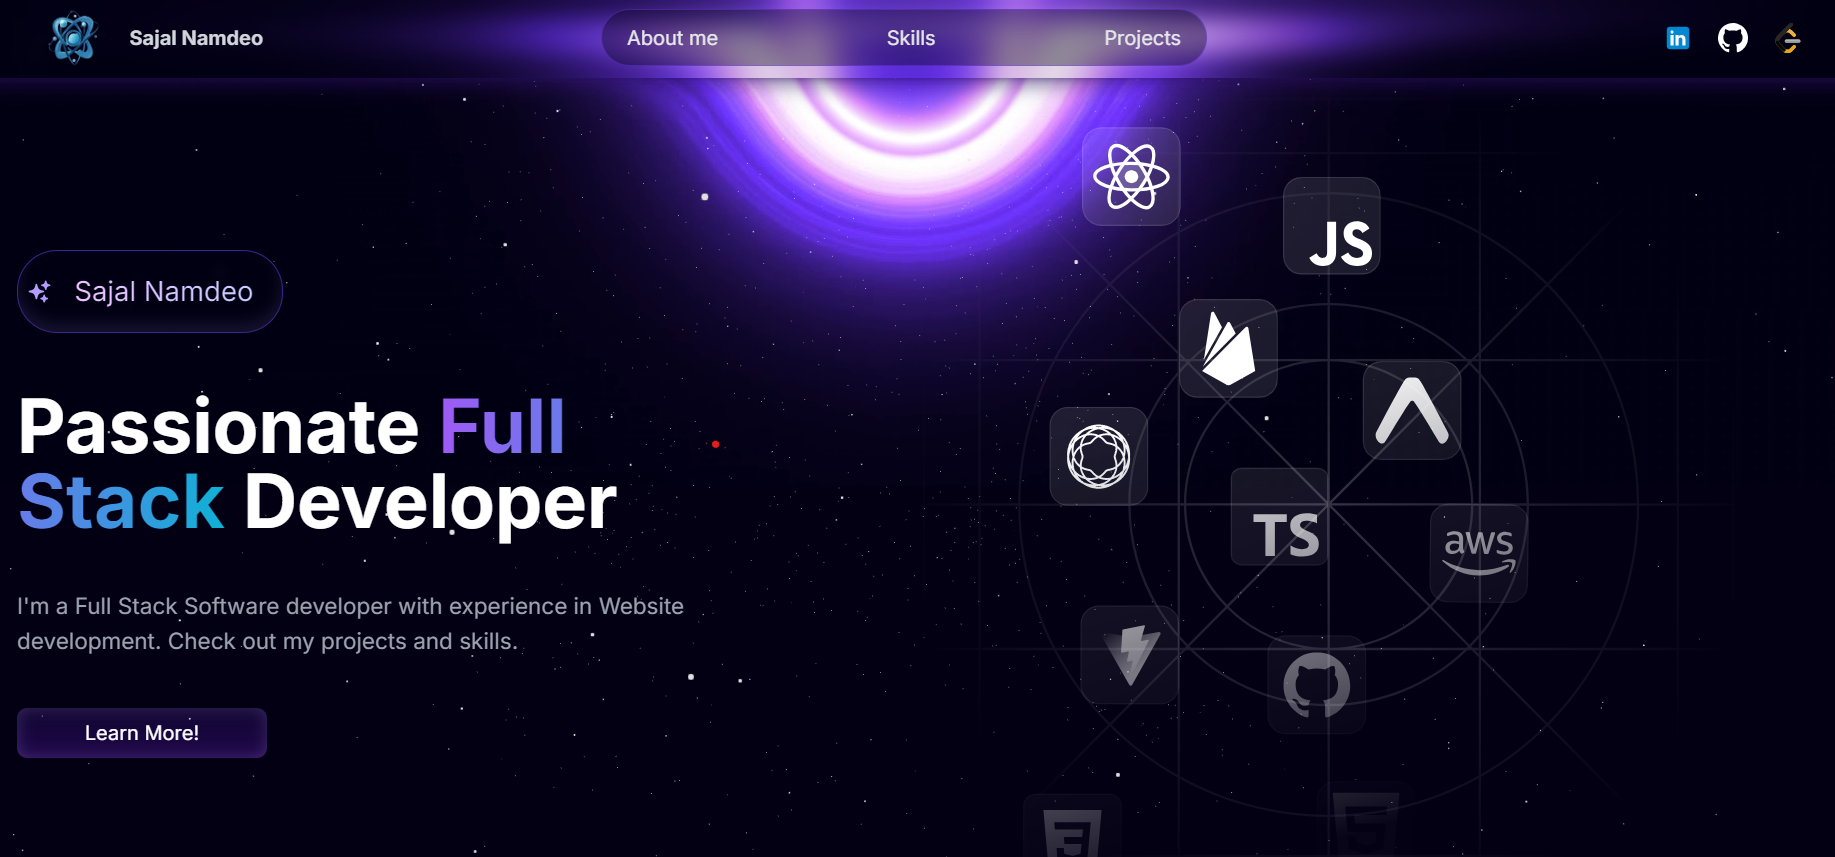 Sajal Namdeo
About me
Skills
Projects
in
JS
Sajal Namdeo
Passionate Full
Stack Developer
TS
aws
I'm a Full Stack Software developer with experience in Website
development. Check out my projects and skills.
Learn More!